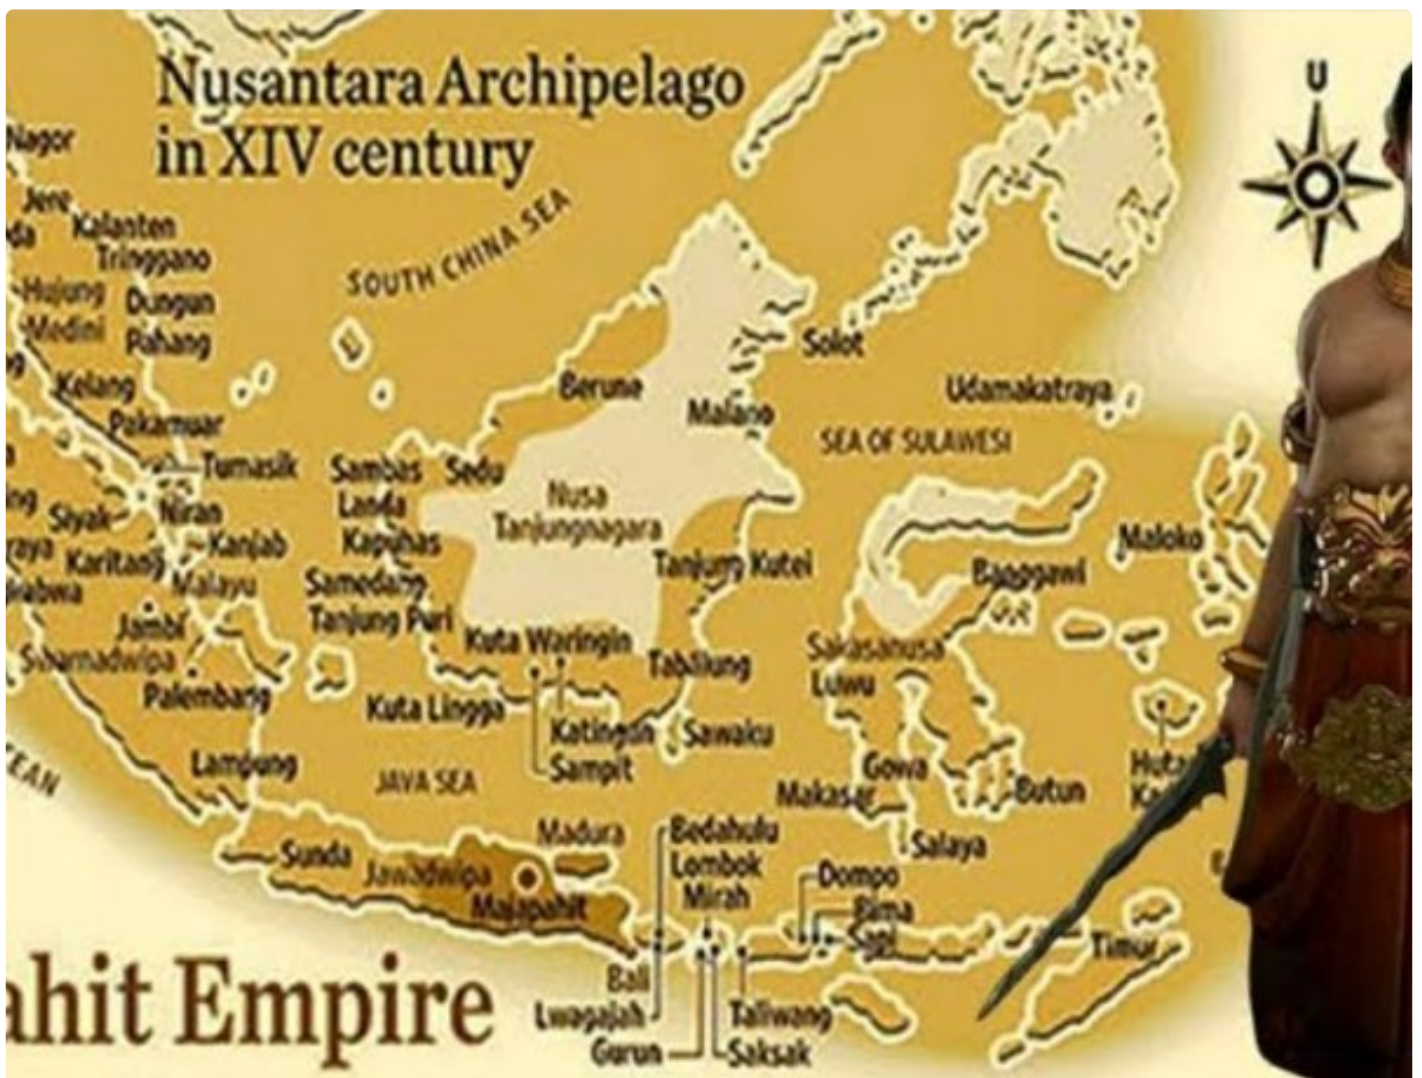 Nusantara Archipelago
in XIV century
U
Nagor
Jere
Kalanten
Tringgano
Hujung
Medini
Dungun
Pahang
Kelang
Pakamuar
Tumasik
Siyak
Niran
Karitang
Kanjab
Malayu
Jambi
Swarnadwipa
Palembang
Lampung
SOUTH CHINA SEA
Berune
Malano
Solot
Udamakatraya
SEA OF SULAWESI
Sambas
Sedu
Landa
Kapuhas
Samedang
Tanjung Puri
Nusa
Tanjungnagara
Tanjung Kutei
Kuta Waringin
Tabalung
Kuta Lingga
Katingan
Sampit
Sawaku
JAVA SEA
Maloko
Banggawi
Sakasanusa
Luwu
Gowa
Makasar
Butun
Salaya
Sunda
Jawadwipa
Majapahit
Madura
Bedahulu
Lombok
Mirah
Dompo
Bima
Timur
Bali
Lwagajah
Gurun
Taliwang
Saksak
ahit Empire